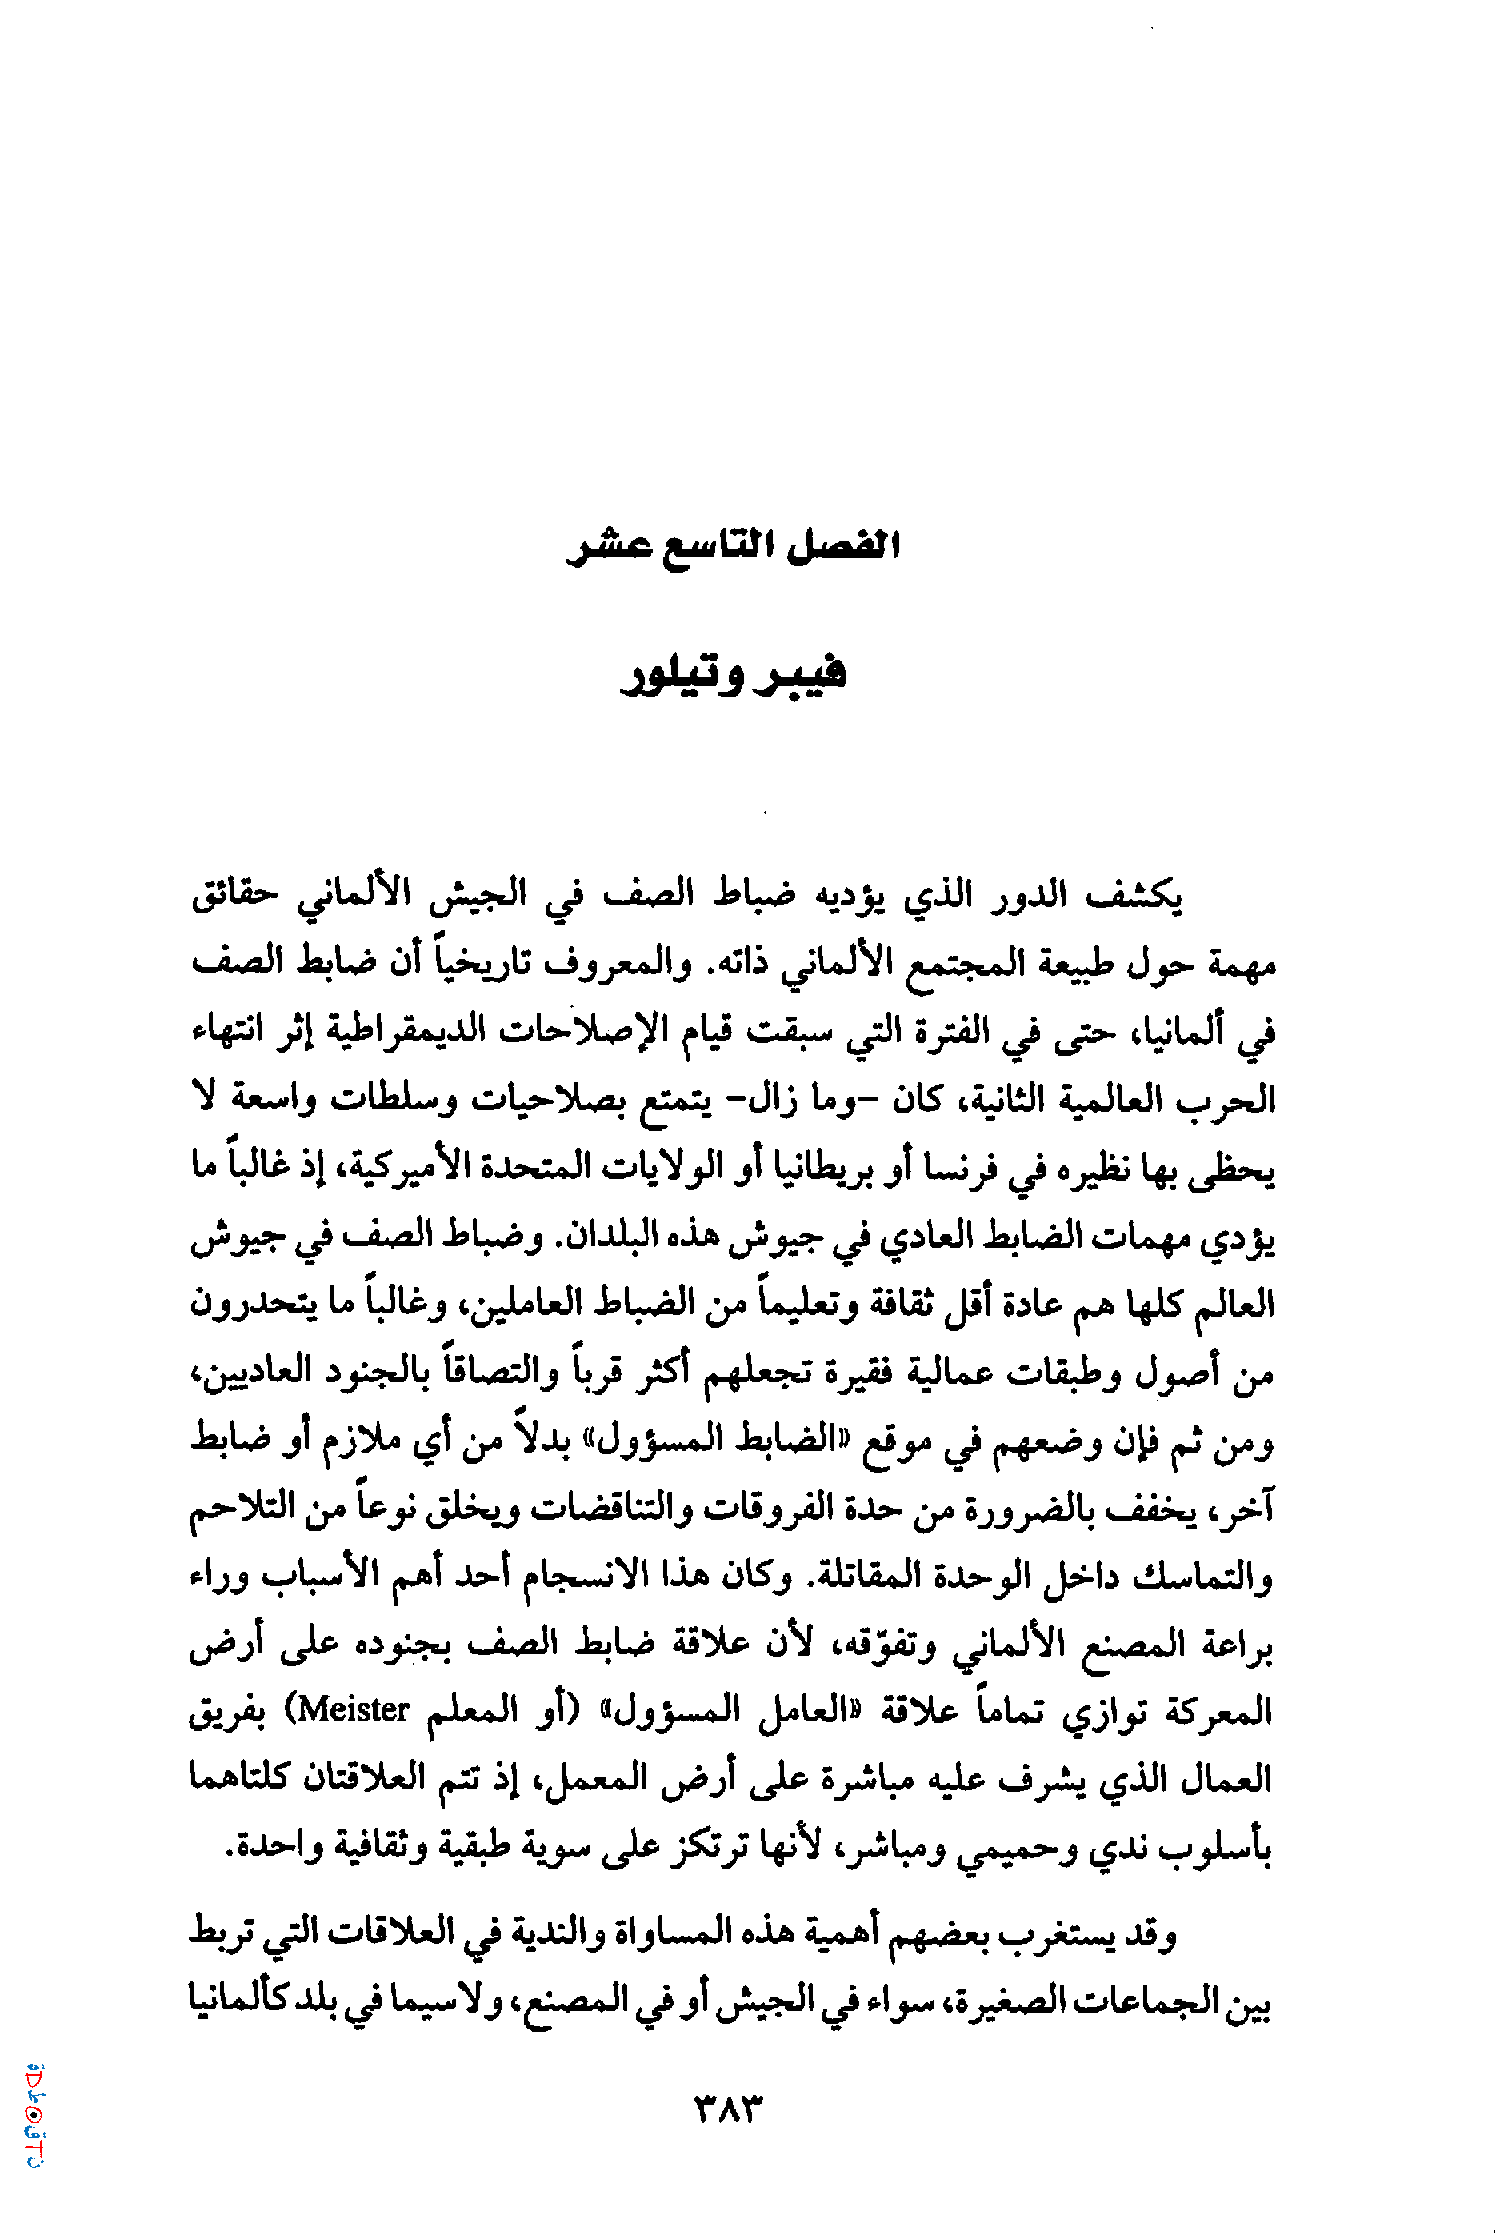 الفصل التاسع عشر
فيبر وتيلور
يكشف الدور الذي يؤديه ضباط الصف في الجيش الألماني حقائق
مهمة حول طبيعة المجتمع الألماني ذاته. والمعروف تاريخياً أن ضابط الصف
في ألمانيا، حتى في الفترة التي سبقت قيام الإصلاحات الديمقراطية إثر انتهاء
الحرب العالمية الثانية، كان -وما زال- يتمتع بصلاحيات وسلطات واسعة لا
يحظى بها نظيره في فرنسا أو بريطانيا أو الولايات المتحدة الأميركية، إذ غالباً ما
يؤدي مهمات الضابط العادي في جيوش هذه البلدان. وضباط الصف في جيوش
العالم كلها هم عادة أقل ثقافة وتعليماً من الضباط العاملين، وغالباً ما يتحدرون
من أصول وطبقات عمالية فقيرة تجعلهم أكثر قرباً والتصاقاً بالجنود العاديين،
ومن ثم فإن وضعهم في موقع «الضابط المسؤول» بدلاً من أي ملازم أو ضابط
آخر، يخفف بالضرورة من حدة الفروقات والتناقضات ويخلق نوعاً من التلاحم
والتماسك داخل الوحدة المقاتلة. وكان هذا الانسجام أحد أهم الأسباب وراء
براعة المصنع الألماني وتفوّقه، لأن علاقة ضابط الصف بجنوده على أرض
المعركة توازي تماماً علاقة «العامل المسؤول» (أو المعلم Meister) بفريق
العمال الذي يشرف عليه مباشرة على أرض المعمل، إذ تتم العلاقتان كلتاهما
بأسلوب ندي وحميمي ومباشر، لأنها ترتكز على سوية طبقية وثقافية واحدة.
وقد يستغرب بعضهم أهمية هذه المساواة والندية في العلاقات التي تربط
بين الجماعات الصغيرة، سواء في الجيش أو في المصنع، ولاسيما في بلد كألمانيا
٣٨٣